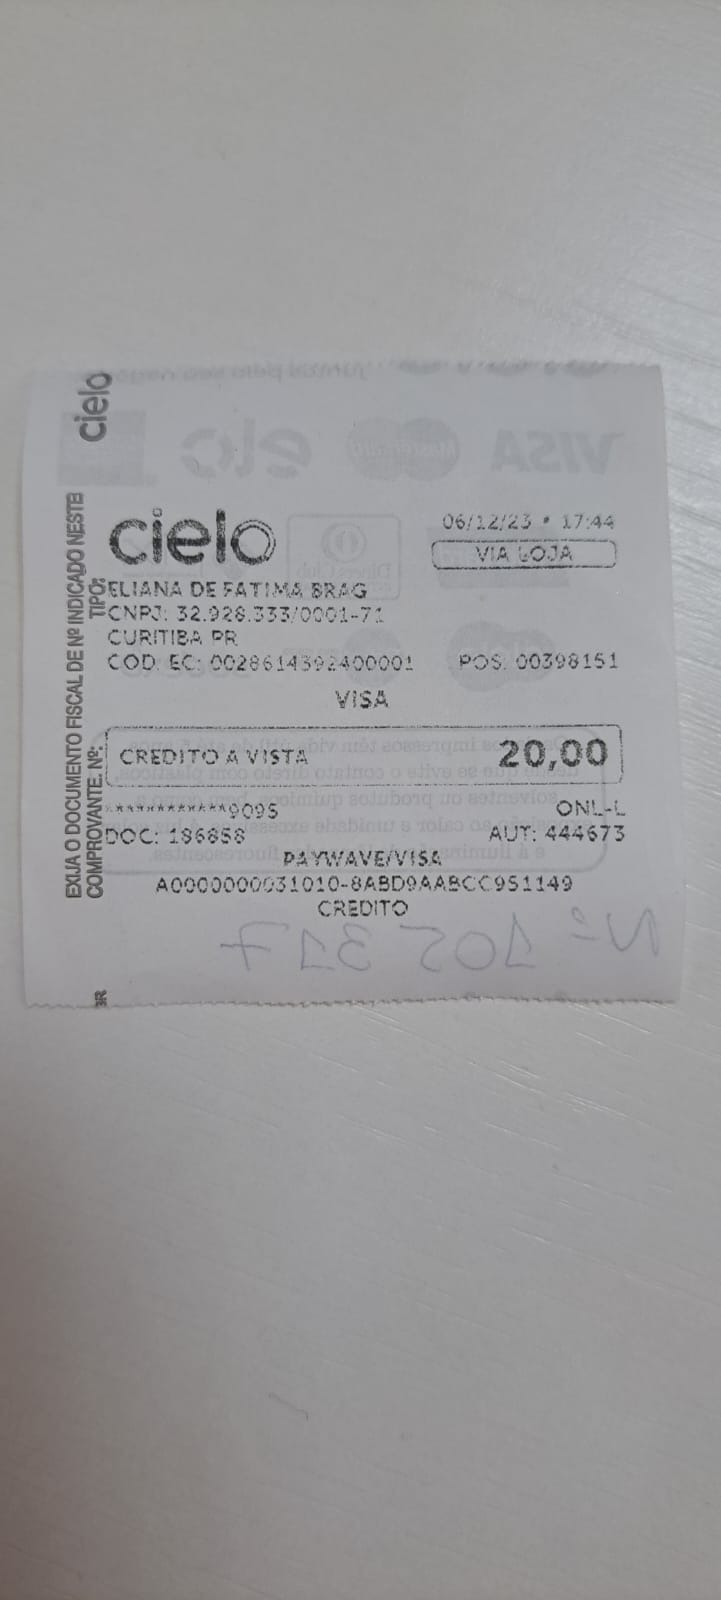 cielo
EXIJA O DOCUMENTO FISCAL DE Nº INDICADO NESTE
COMPROVANTE. Nº: TIPO:
cielo
06/12/23 • 17:44
VIA LOJA
ELIANA DE FATIMA BRAG
CNPJ: 32.928.333/0001-71
CURITIBA PR
COD. EC: 0028614392400001 POS: 00398151
VISA
CREDITO A VISTA 20,00
************9095 ONL-L
DOC: 186858 AUT: 444673
PAYWAVE/VISA
A0000000031010-8ABD9AABCC951149
CREDITO
Nº 105 317